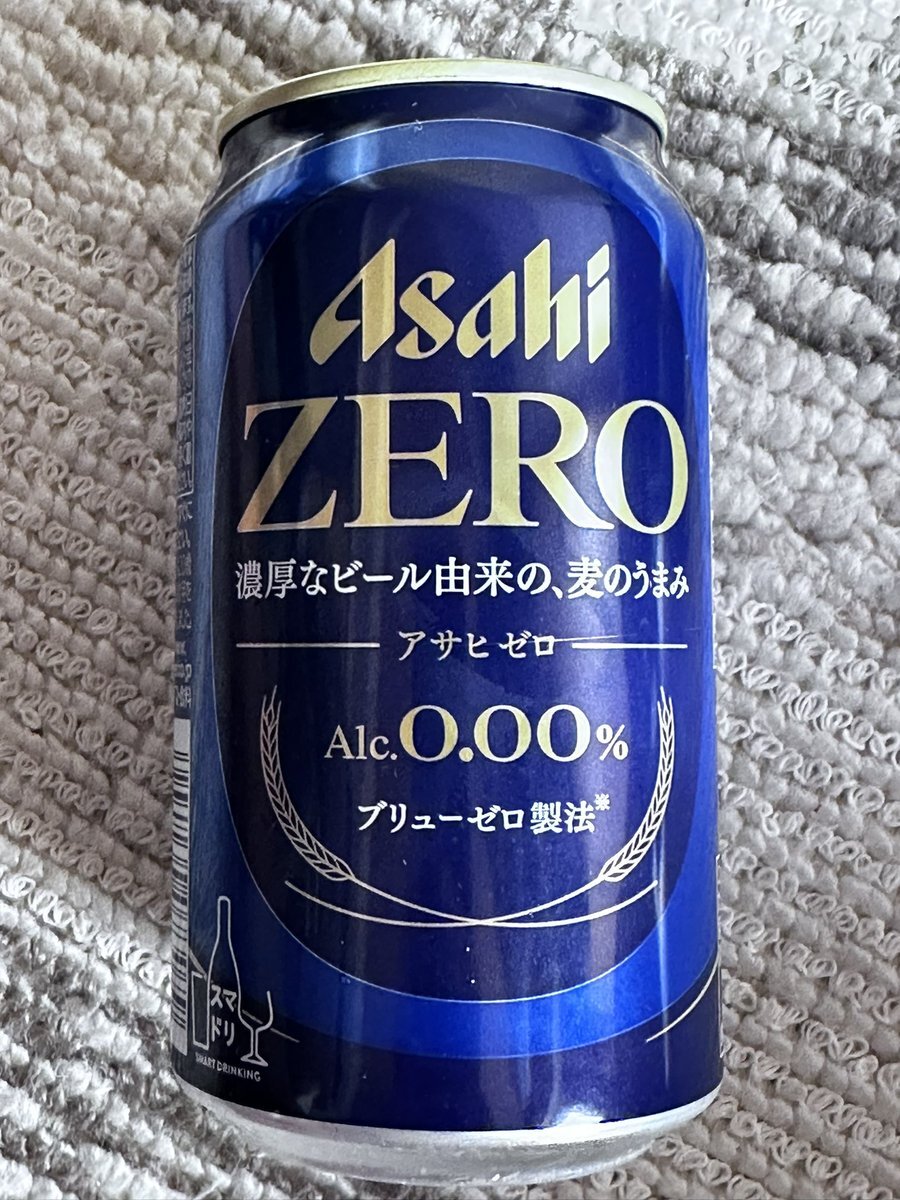 Asahi
ZERO
濃厚なビール由来の、麦のうまみ
アサヒ ゼロ
Alc.0.00%
ブリューゼロ製法※
スマ
ドリ
SMART DRINKING